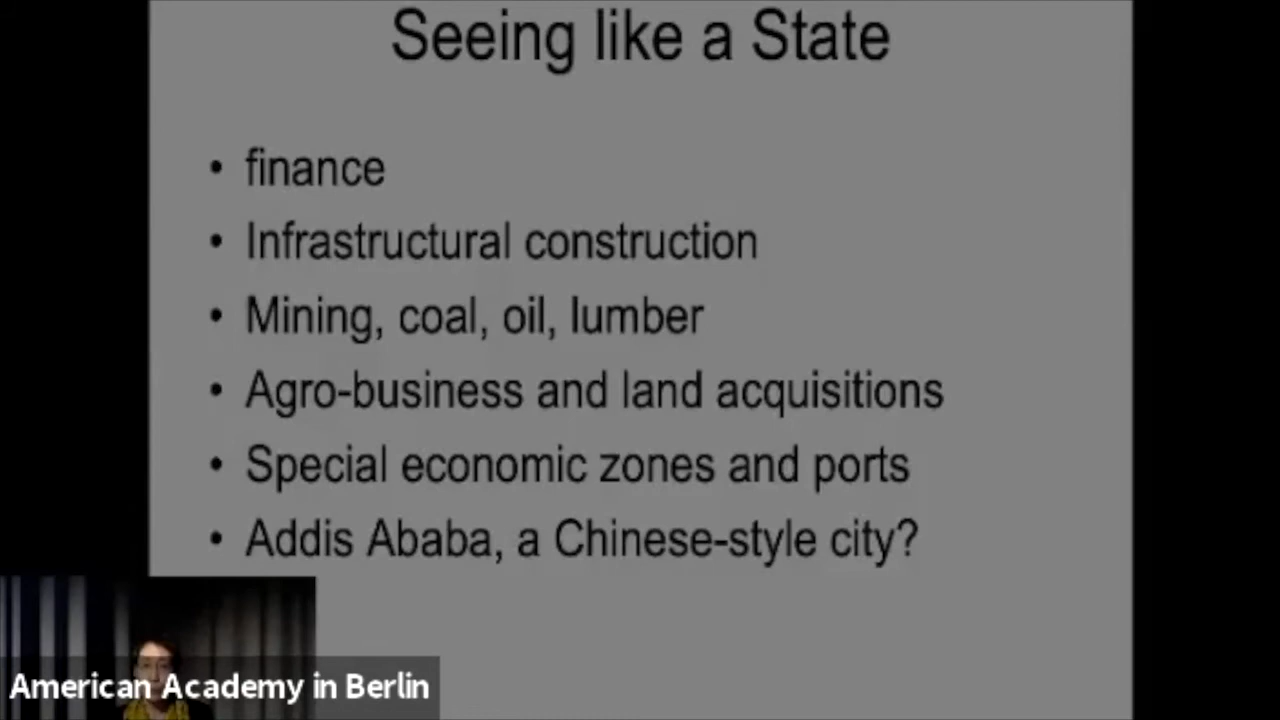 Seeing like a State
• finance
• Infrastructural construction
• Mining, coal, oil, lumber
• Agro-business and land acquisitions
• Special economic zones and ports
• Addis Ababa, a Chinese-style city?
American Academy in Berlin